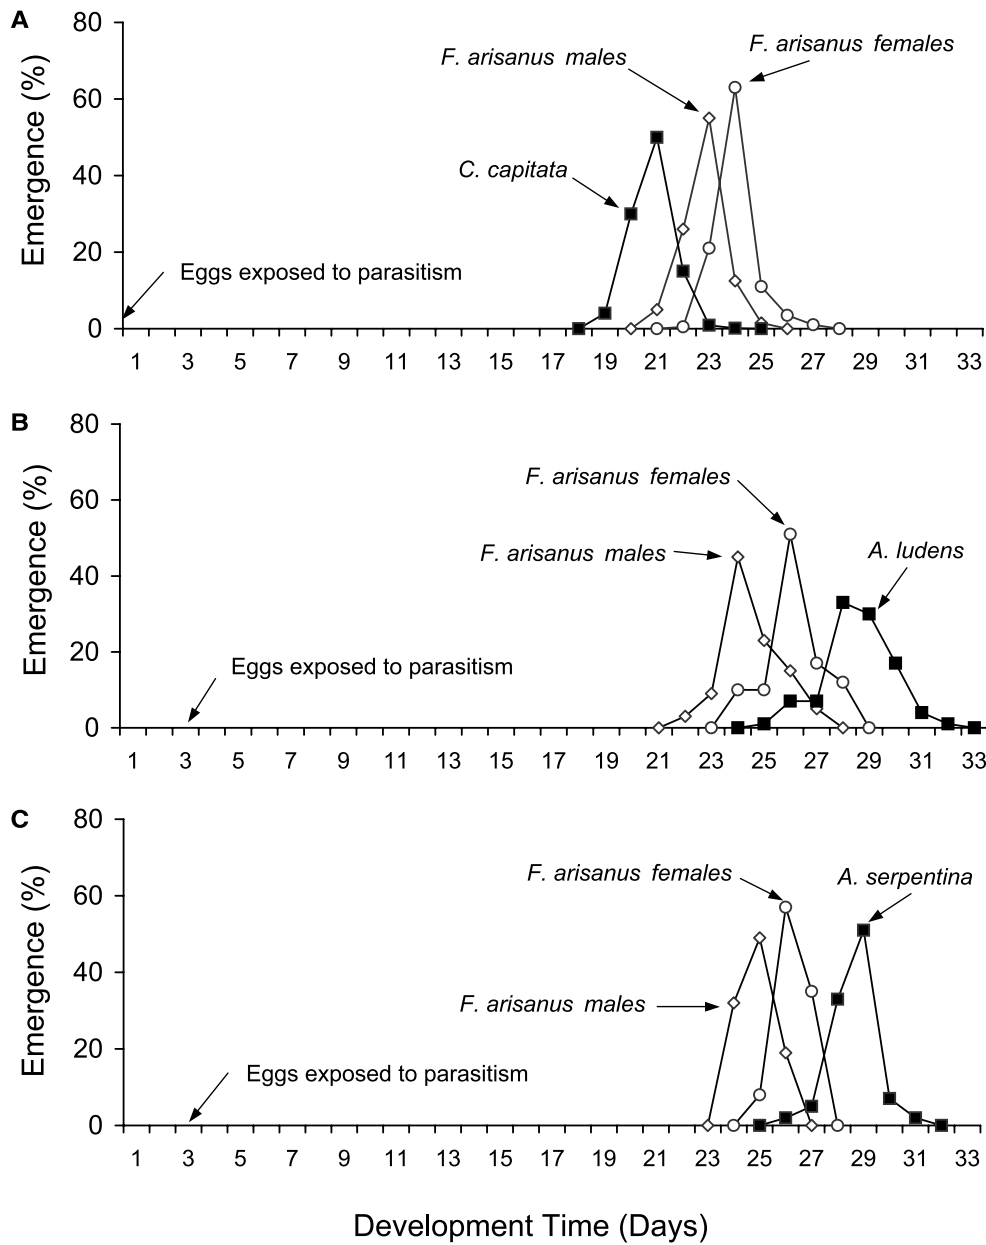 A
80
60
40
20
0
Emergence (%)
F. arisanus males
F. arisanus females
C. capitata
Eggs exposed to parasitism
1 3 5 7 9 11 13 15 17 19 21 23 25 27 29 31 33
B
80
60
40
20
0
Emergence (%)
F. arisanus females
F. arisanus males
A. ludens
Eggs exposed to parasitism
1 3 5 7 9 11 13 15 17 19 21 23 25 27 29 31 33
C
80
60
40
20
0
Emergence (%)
F. arisanus females
A. serpentina
F. arisanus males
Eggs exposed to parasitism
1 3 5 7 9 11 13 15 17 19 21 23 25 27 29 31 33
Development Time (Days)